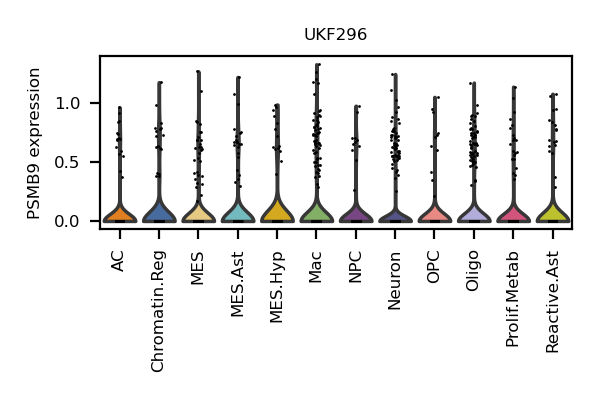 UKF296
PSMB9 expression
1.0
0.5
0.0
AC
Chromatin.Reg
MES
MES.Ast
MES.Hyp
Mac
NPC
Neuron
OPC
Oligo
Prolif.Metab
Reactive.Ast